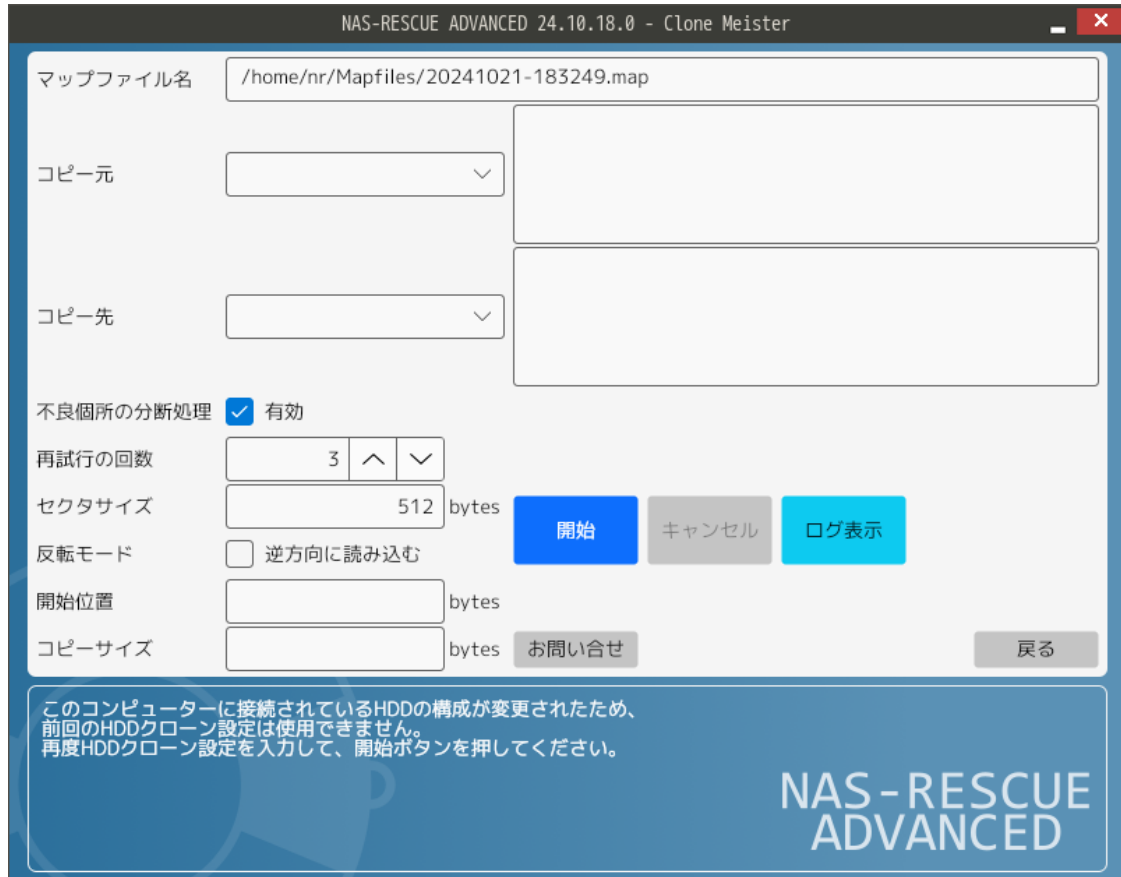 NAS-RESCUE ADVANCED 24.10.18.0 - Clone Meister
マップファイル名 /home/nr/Mapfiles/20241021-183249.map
コピー元
コピー先
不良個所の分断処理 有効
再試行の回数 3
セクタサイズ 512 bytes
反転モード 逆方向に読み込む
開始 キャンセル ログ表示
開始位置 bytes
コピーサイズ bytes お問い合せ 戻る
このコンピューターに接続されているHDDの構成が変更されたため、
前回のHDDクローン設定は使用できません。
再度HDDクローン設定を入力して、開始ボタンを押してください。
NAS-RESCUE
ADVANCED